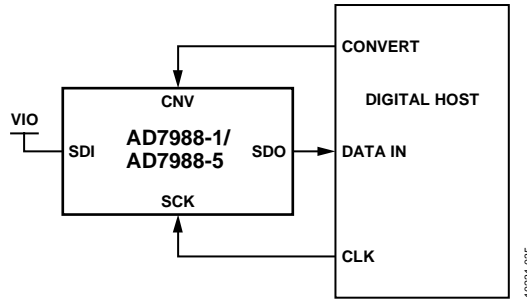 CONVERT
CNV
DIGITAL HOST
VIO
SDI
AD7988-1/
AD7988-5
SDO
DATA IN
SCK
CLK